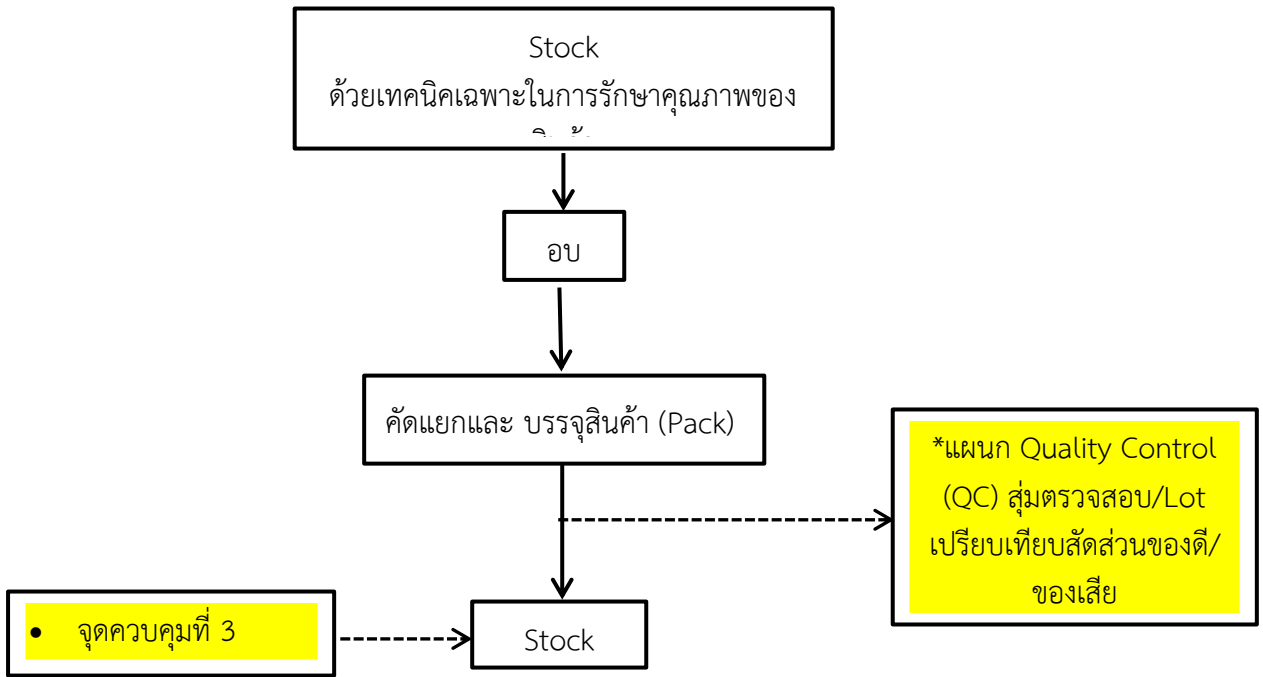 Stock
ด้วยเทคนิคเฉพาะในการรักษาคุณภาพของ
อบ
คัดแยกและ บรรจุสินค้า (Pack)
*แผนก Quality Control
(QC) สุ่มตรวจสอบ/Lot
เปรียบเทียบสัดส่วนของดี/
ของเสีย
• จุดควบคุมที่ 3
Stock